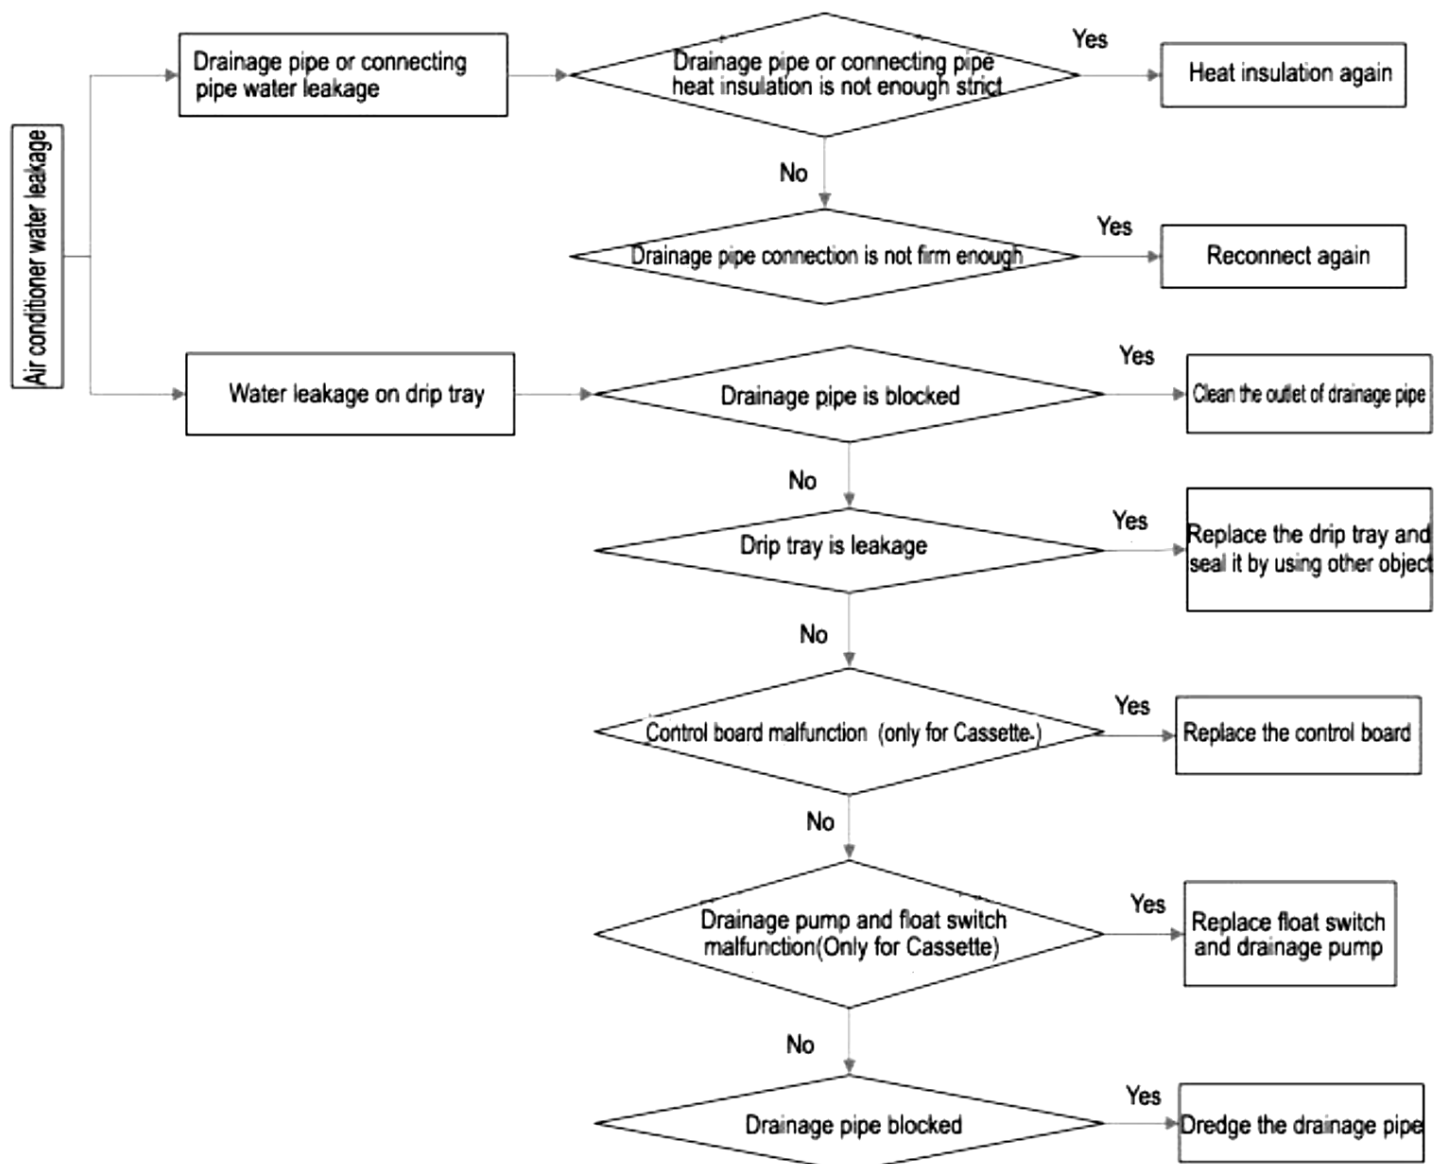 Air conditioner water leakage
Drainage pipe or connecting
pipe water leakage
Drainage pipe or connecting pipe
heat insulation is not enough strict
Yes
Heat insulation again
No
Drainage pipe connection is not firm enough
Yes
Reconnect again
Water leakage on drip tray
Drainage pipe is blocked
Yes
Clean the outlet of drainage pipe
No
Drip tray is leakage
Yes
Replace the drip tray and
seal it by using other object
No
Control board malfunction (only for Cassette-)
Yes
Replace the control board
No
Drainage pump and float switch
malfunction(Only for Cassette)
Yes
Replace float switch
and drainage pump
No
Drainage pipe blocked
Yes
Dredge the drainage pipe